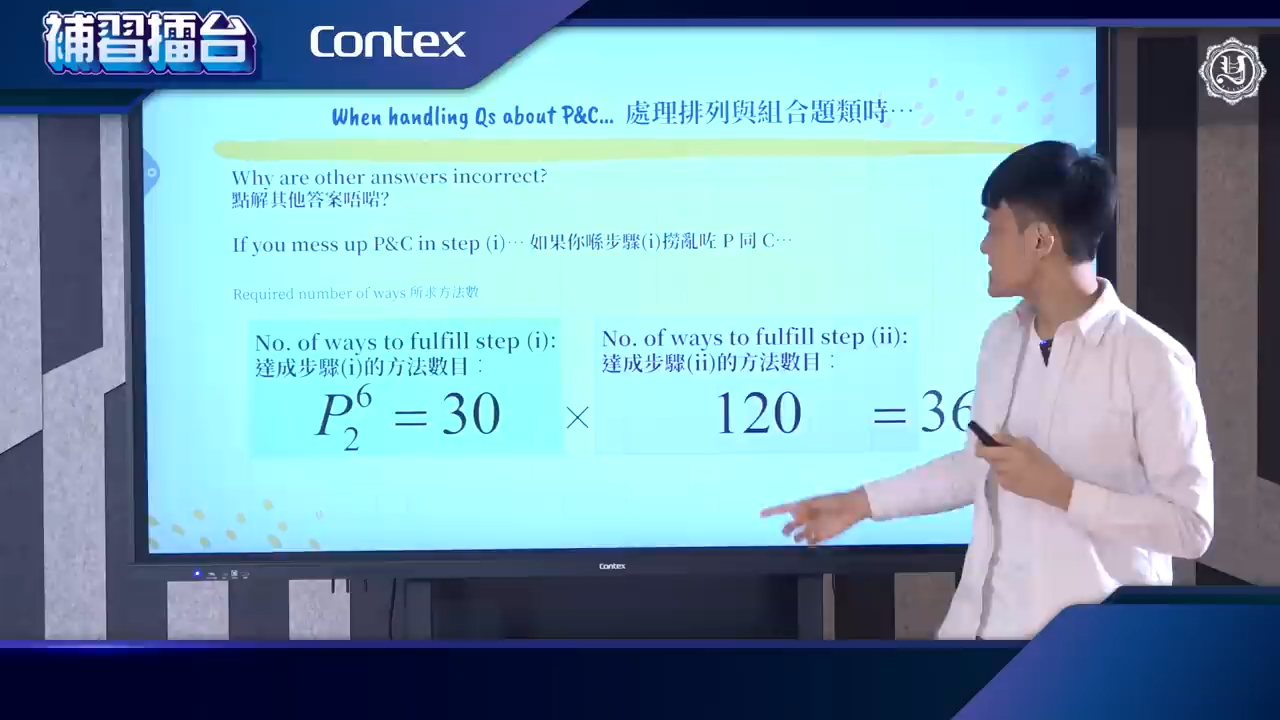 補習擂台
Contex
When handling Qs about P&C... 處理排列與組合題類時…
Why are other answers incorrect?
點解其他答案唔啱?
If you mess up P&C in step (i)… 如果你喺步驟(i)撈亂咗 P 同 C…
Required number of ways 所求方法數
No. of ways to fulfill step (i):
達成步驟(i)的方法數目：
P⁶₂ = 30
×
No. of ways to fulfill step (ii):
達成步驟(ii)的方法數目：
120
= 36
Contex